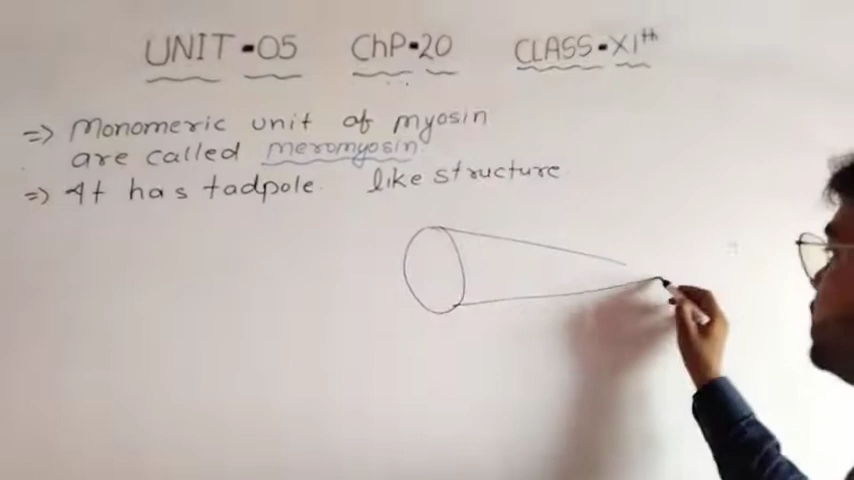 UNIT-05 ChP-20 CLASS-XIth
=> Monomeric unit of myosin
are called meromyosin.
=> It has tadpole. like structure